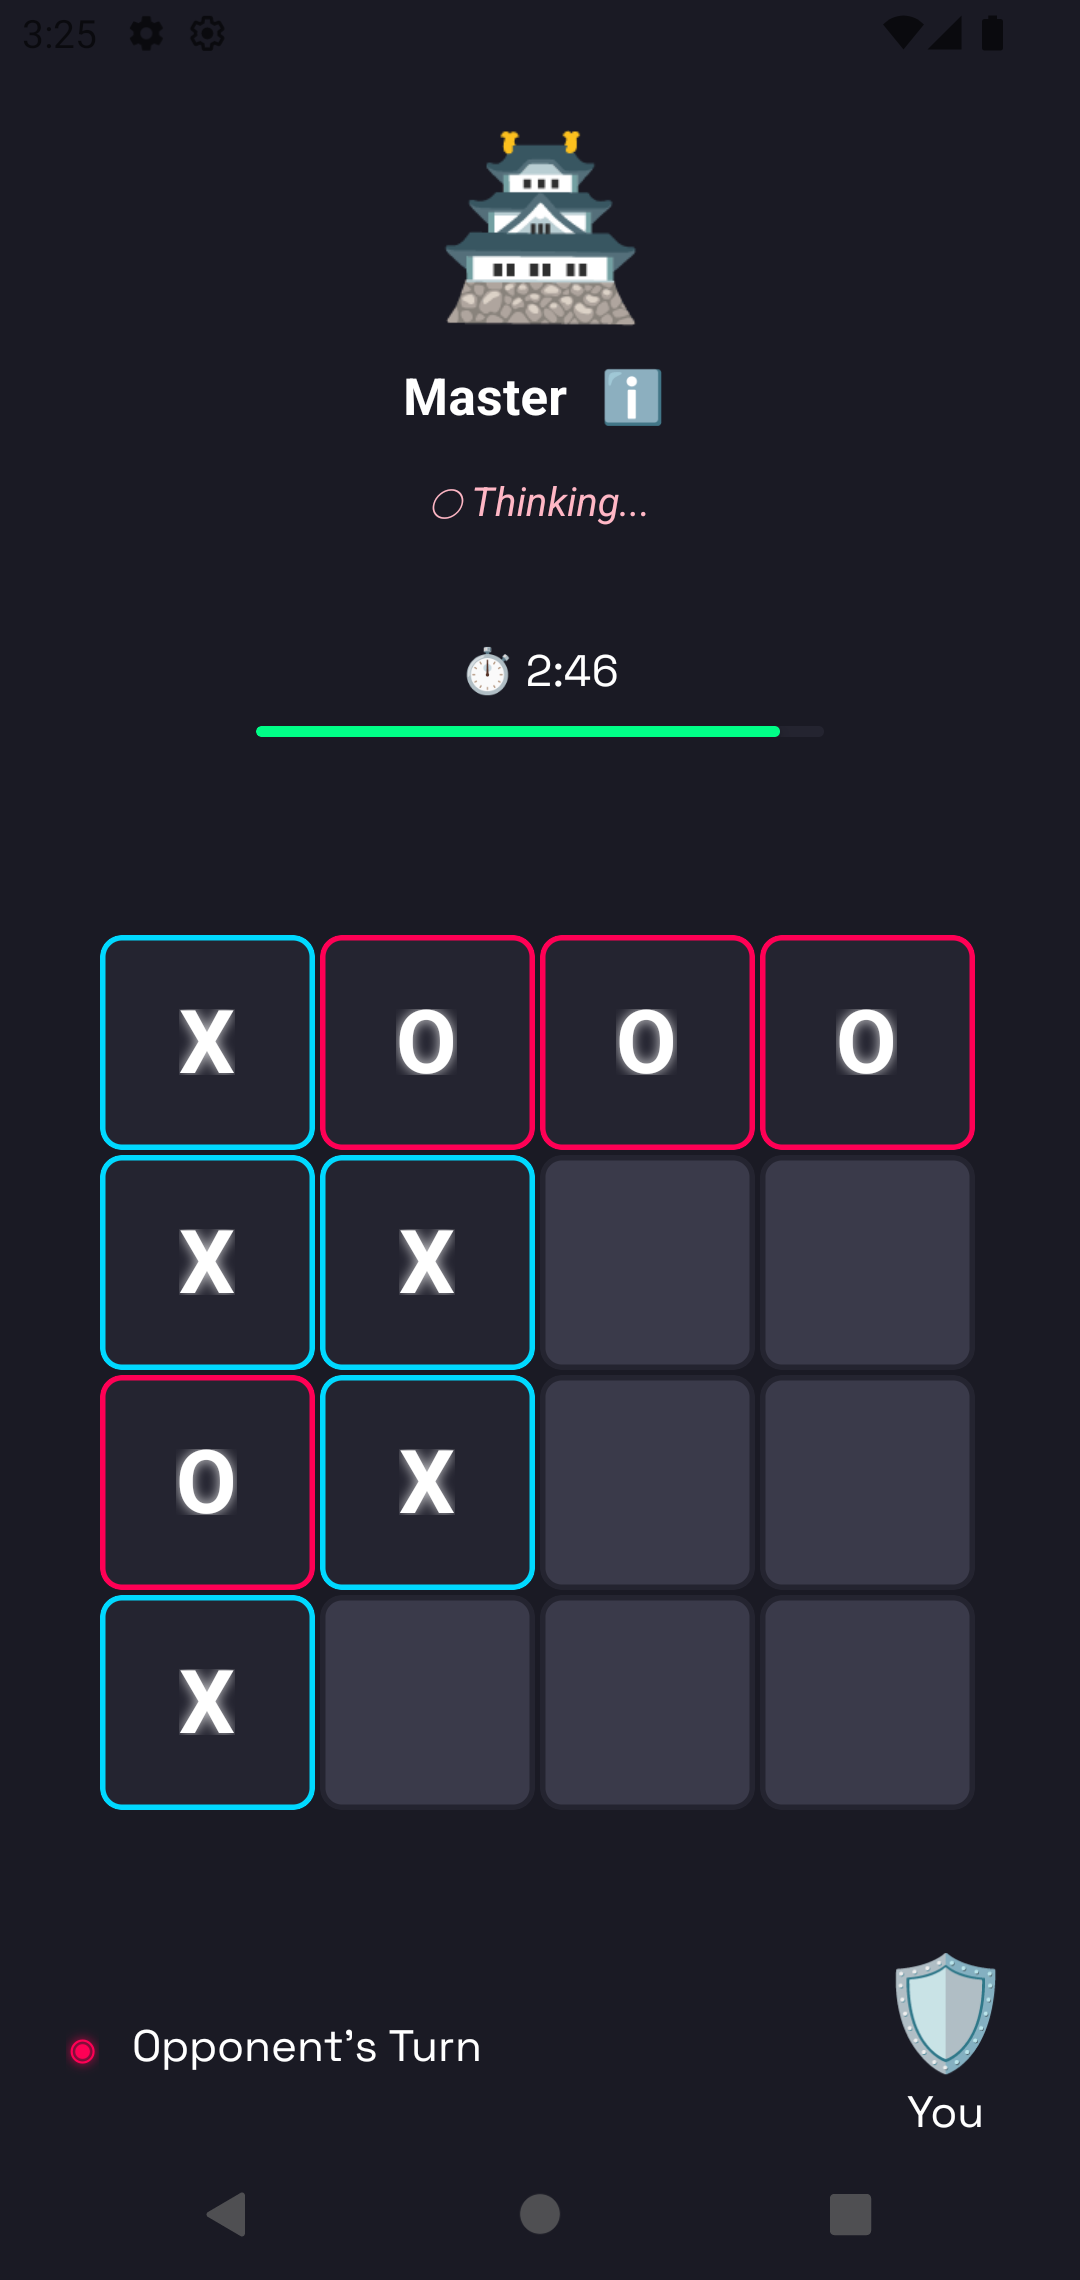 3:25
Master ℹ️
○ Thinking...
2:46
X O O O
X X
O X
X
Opponent's Turn
You